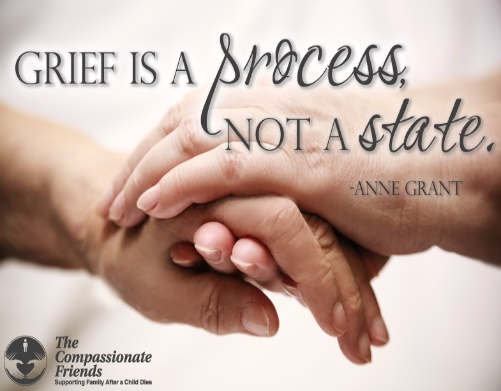 GRIEF IS A process,
NOT A state.
-ANNE GRANT
The
Compassionate
Friends
Supporting Family After a Child Dies